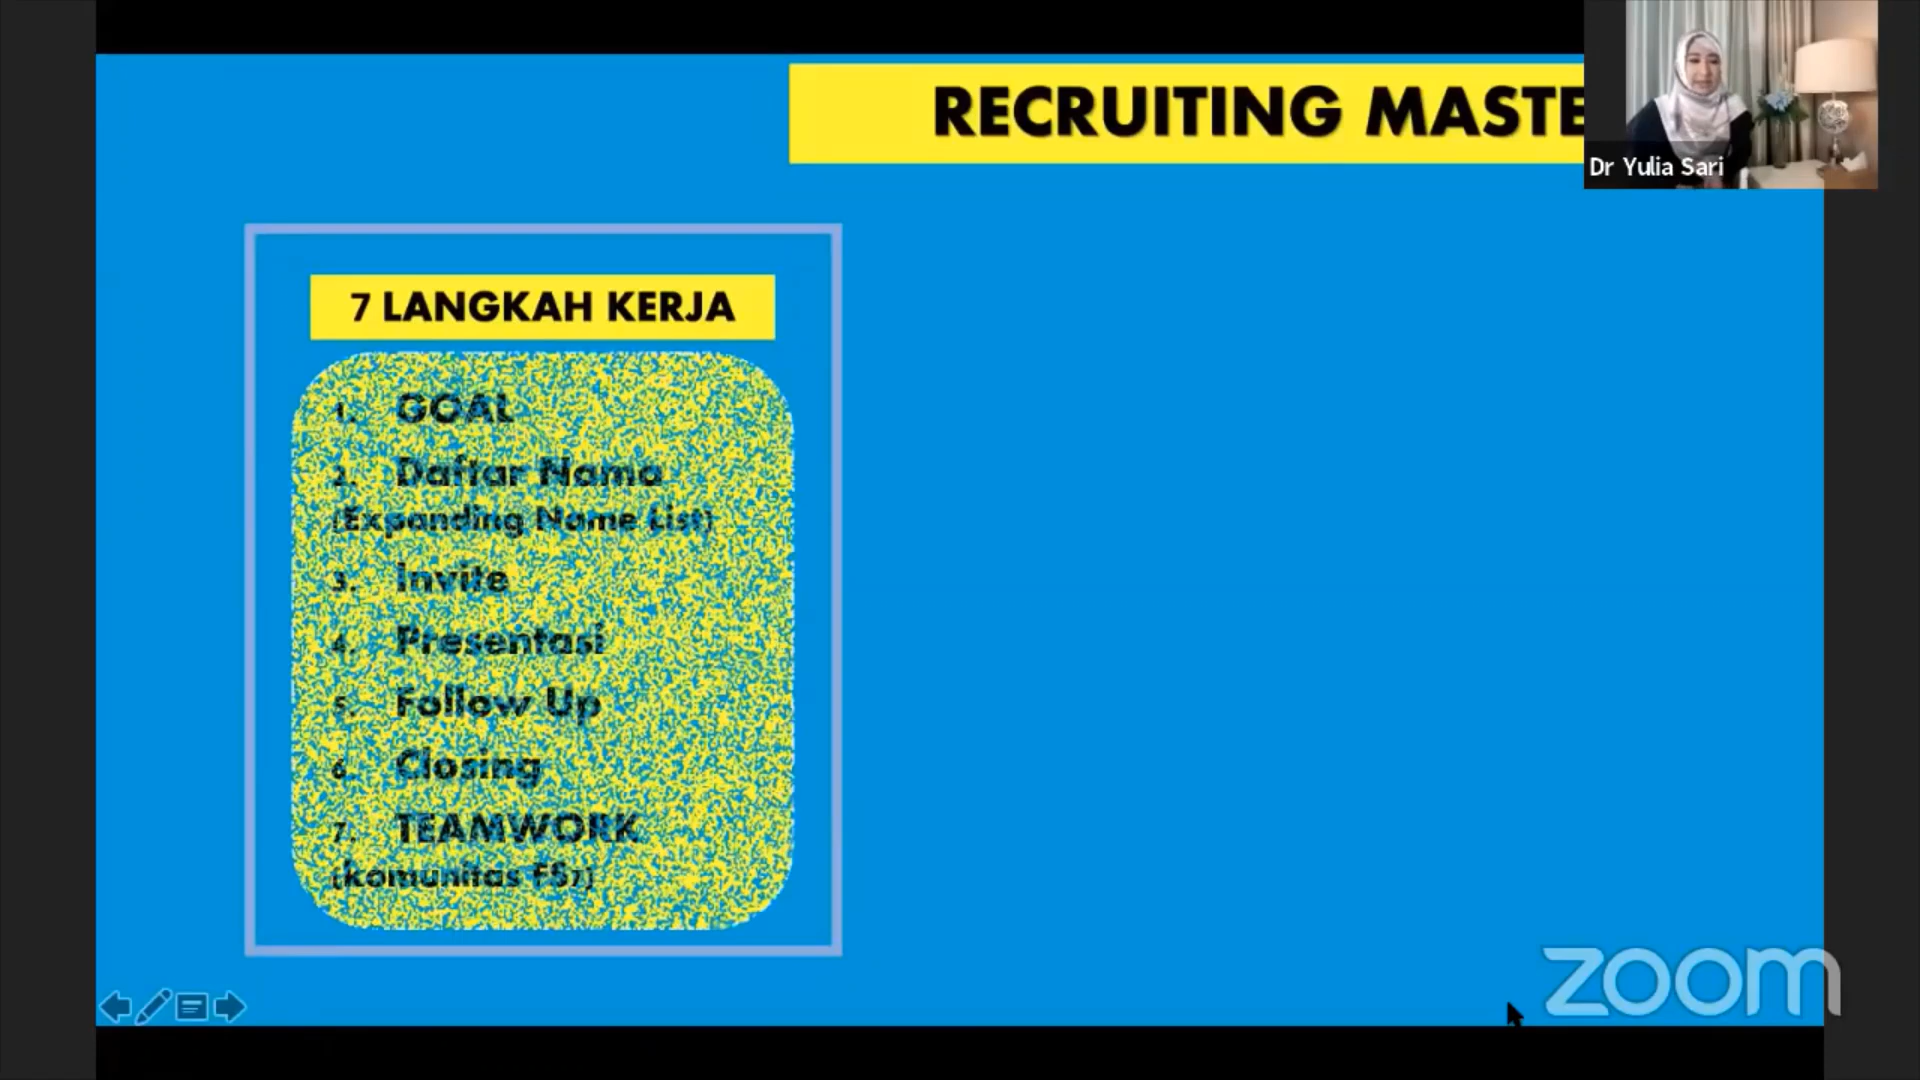 RECRUITING MASTE
Dr Yulia Sari
7 LANGKAH KERJA
1. GOAL
2. Daftar Nama
(Expanding Name List)
3. Invite
4. Presentasi
5. Follow Up
6. Closing
7. TEAMWORK
(komunitas FS7)
zoom